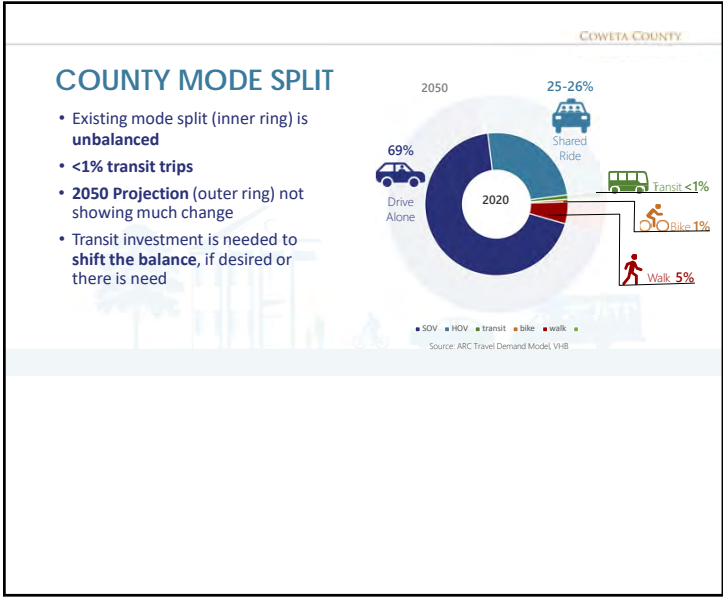 COWETA COUNTY
COUNTY MODE SPLIT
• Existing mode split (inner ring) is
unbalanced
• <1% transit trips
• 2050 Projection (outer ring) not
showing much change
• Transit investment is needed to
shift the balance, if desired or
there is need
2050
25-26%
Shared
Ride
69%
Drive
Alone
2020
Transit <1%
Bike 1%
Walk 5%
SOV HOV transit bike walk
Source: ARC Travel Demand Model, VHB